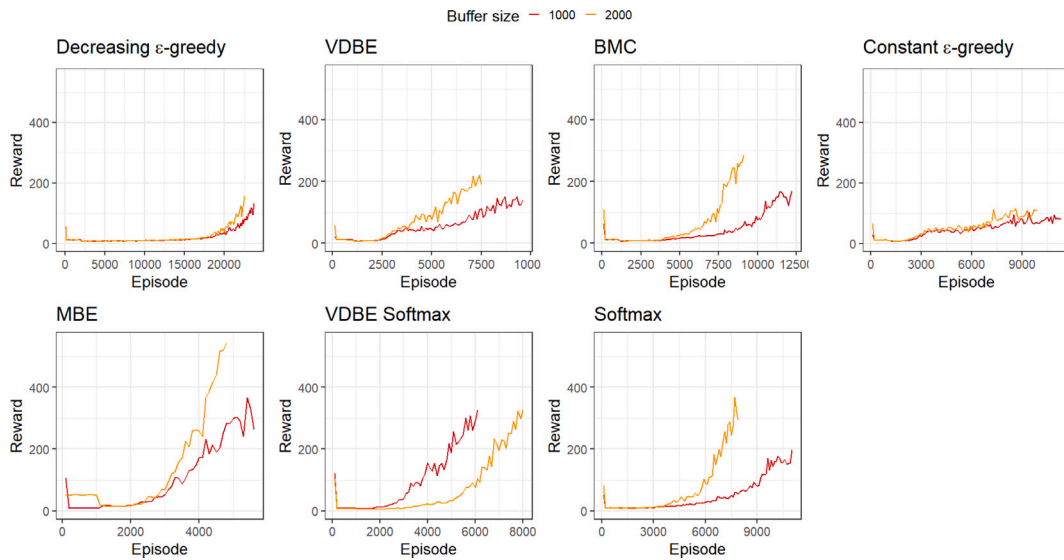 Buffer size 1000 2000
Decreasing ε-greedy
Reward
400
200
0
0 5000 10000 15000 20000
Episode
VDBE
Reward
400
200
0
0 2500 5000 7500 10000
Episode
BMC
Reward
400
200
0
0 2500 5000 7500 10000 12500
Episode
Constant ε-greedy
Reward
400
200
0
0 3000 6000 9000
Episode
MBE
Reward
400
200
0
0 2000 4000
Episode
VDBE Softmax
Reward
400
200
0
0 2000 4000 6000 8000
Episode
Softmax
Reward
400
200
0
0 3000 6000 9000
Episode